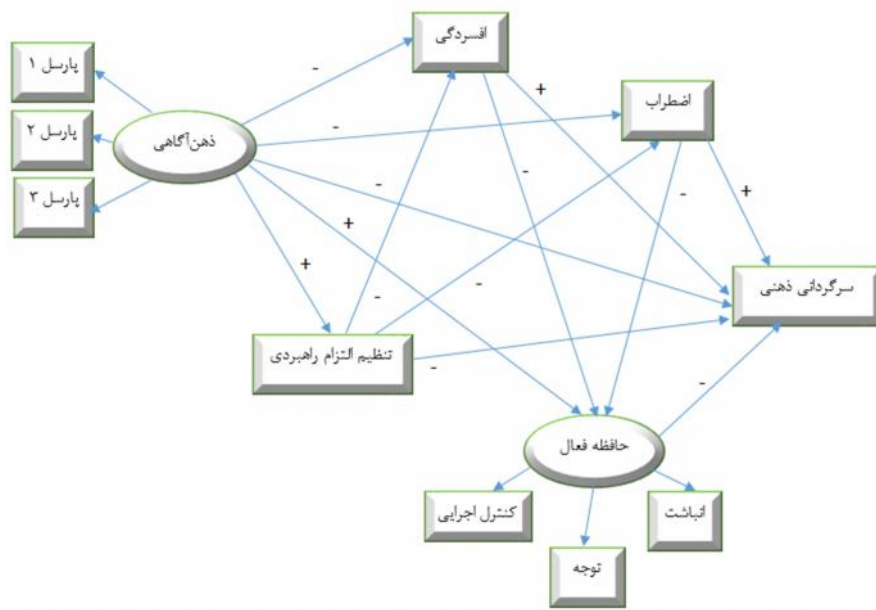 افسردگی
پارسل ۱
اضطراب
پارسل ۲
ذهن‌آگاهی
پارسل ۳
-
+
-
-
-
+
-
+
+
-
-
سرگردانی ذهنی
تنظیم التزام راهبردی
-
-
حافظه فعال
کنترل اجرایی
انباشت
توجه